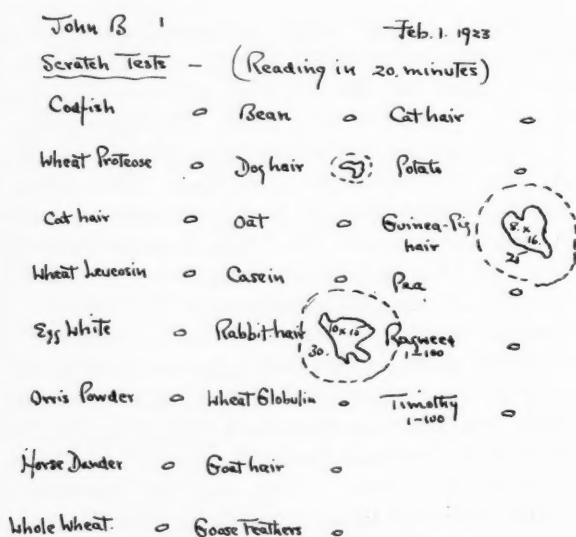 John B ' Feb. 1. 1923
Scratch Tests - (Reading in 20. minutes)
Codfish o Bean o Cat hair o
Wheat Proteose o Dog hair Potato o
Cat hair o Oat o Guinea-Pig hair 8. x 16. 20
Wheat Leucosin o Casein o Pea o
Egg White o Rabbit hair 10 x 10 30. Ragweed 1-100 o
Orris Powder o Wheat Globulin o Timothy 1-100 o
Horse Dander o Goat hair o
Whole Wheat. o Goose Feathers o